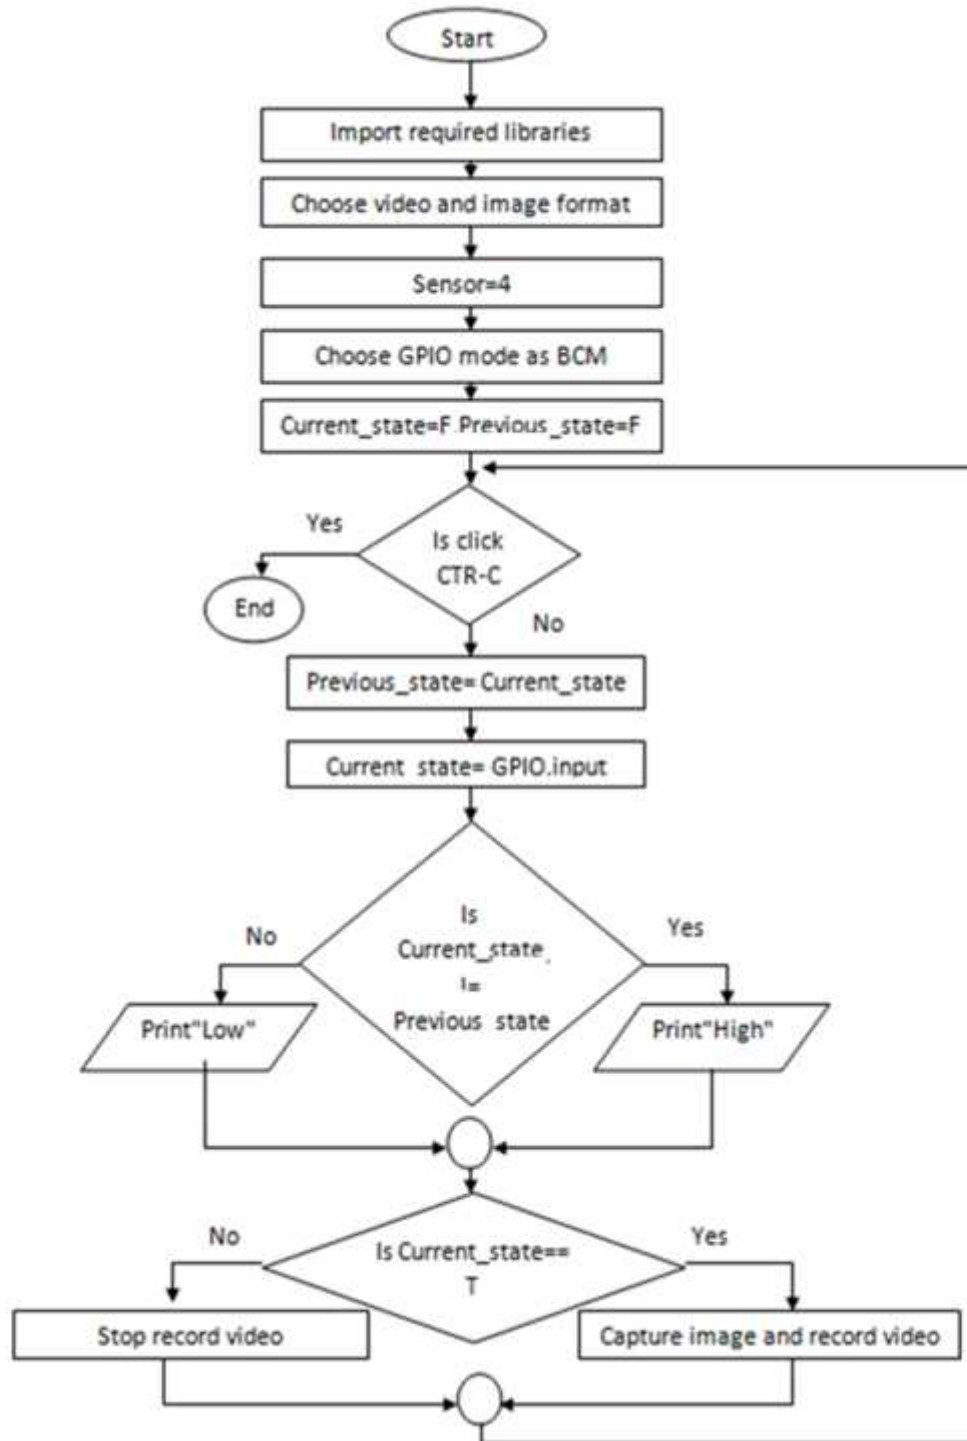 Start
Import required libraries
Choose video and image format
Sensor=4
Choose GPIO mode as BCM
Current_state=F.Previous_state=F
Yes
Is click
CTR-C
End
No
Previous_state= Current_state
Current_state= GPIO.input
Is
Current_state
!=
Previous state
No
Yes
Print"Low"
Print"High"
No
Is Current_state==
T
Yes
Stop record video
Capture image and record video